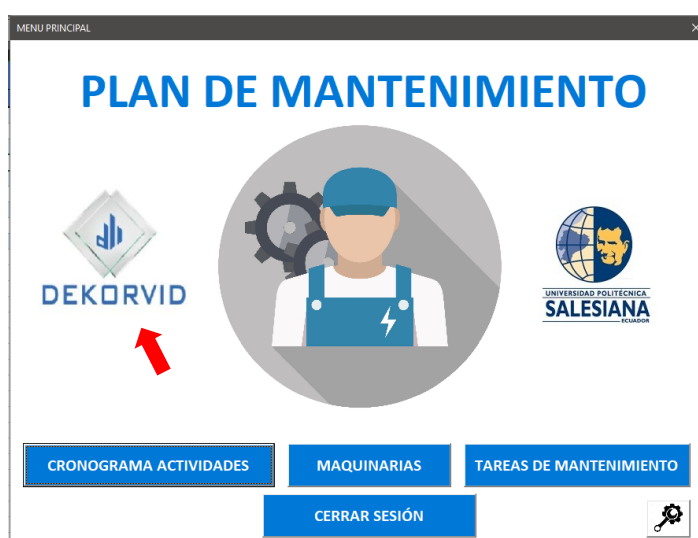 MENU PRINCIPAL
PLAN DE MANTENIMIENTO
DEKORVID
UNIVERSIDAD POLITÉCNICA
SALESIANA
ECUADOR
CRONOGRAMA ACTIVIDADES
MAQUINARIAS
TAREAS DE MANTENIMIENTO
CERRAR SESIÓN